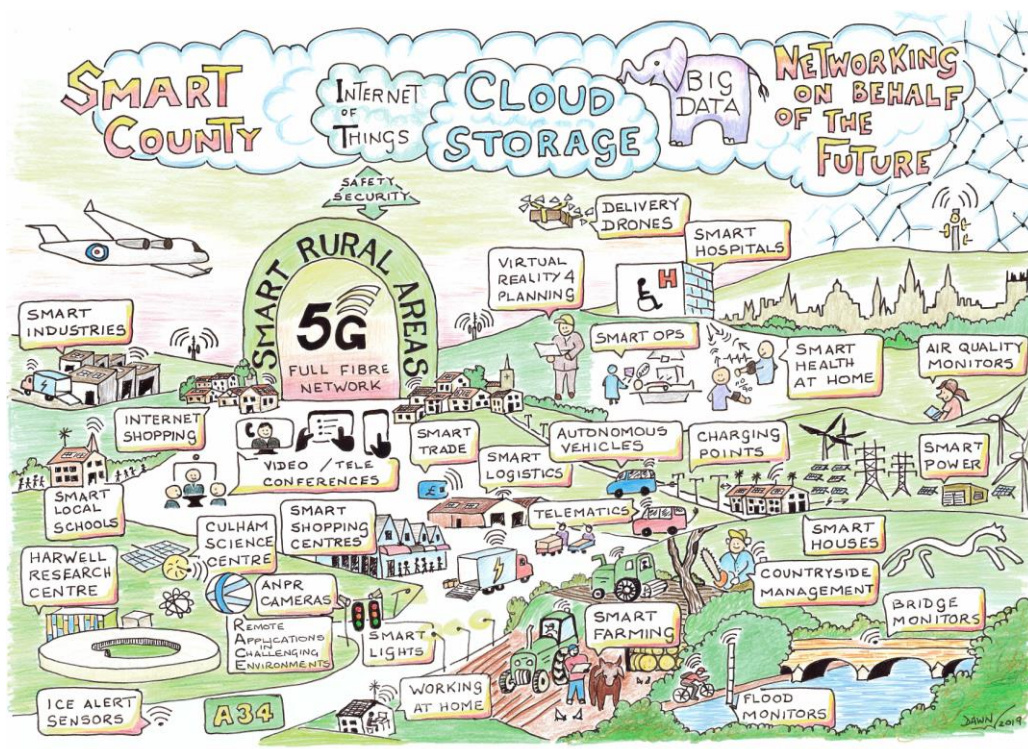 SMART
COUNTY
INTERNET
OF
THINGS
CLOUD
STORAGE
BIG
DATA
NETWORKING
ON BEHALF
OF THE
FUTURE
SAFETY
SECURITY
DELIVERY
DRONES
SMART
HOSPITALS
H
VIRTUAL
REALITY 4
PLANNING
SMART RURAL AREAS
5G
FULL FIBRE
NETWORK
SMART
INDUSTRIES
SMART OPS
SMART
HEALTH
AT HOME
AIR QUALITY
MONITORS
INTERNET
SHOPPING
VIDEO / TELE
CONFERENCES
SMART
TRADE
£
SMART
LOGISTICS
AUTONOMOUS
VEHICLES
CHARGING
POINTS
SMART
POWER
SMART
LOCAL
SCHOOLS
CULHAM
SCIENCE
CENTRE
SMART
SHOPPING
CENTRES
TELEMATICS
SMART
HOUSES
HARWELL
RESEARCH
CENTRE
ANPR
CAMERAS
REMOTE
APPLICATIONS
IN
CHALLENGING
ENVIRONMENTS
SMART
LIGHTS
SMART
FARMING
COUNTRYSIDE
MANAGEMENT
BRIDGE
MONITORS
ICE ALERT
SENSORS
A34
WORKING
AT HOME
FLOOD
MONITORS
DAWN/2019